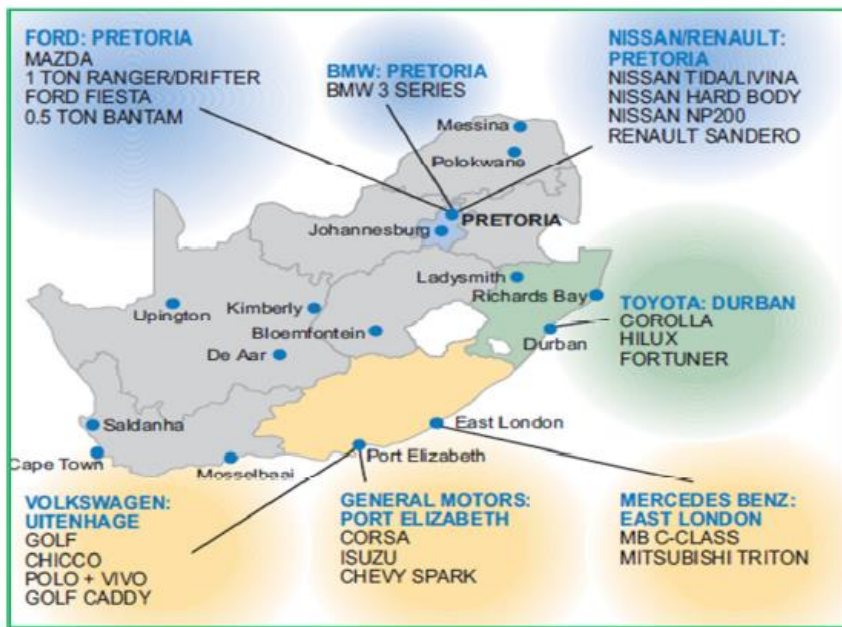 FORD: PRETORIA
MAZDA
1 TON RANGER/DRIFTER
FORD FIESTA
0.5 TON BANTAM
BMW: PRETORIA
BMW 3 SERIES
NISSAN/RENAULT:
PRETORIA
NISSAN TIDA/LIVINA
NISSAN HARD BODY
NISSAN NP200
RENAULT SANDERO
Messina
Polokwane
PRETORIA
Johannesburg
Ladysmith
Richards Bay
Upington
Kimberly
Bloemfontein
Durban
De Aar
TOYOTA: DURBAN
COROLLA
HILUX
FORTUNER
Saldanha
East London
Cape Town
Mosselbaai
Port Elizabeth
VOLKSWAGEN:
UITENHAGE
GOLF
CHICCO
POLO + VIVO
GOLF CADDY
GENERAL MOTORS:
PORT ELIZABETH
CORSA
ISUZU
CHEVY SPARK
MERCEDES BENZ:
EAST LONDON
MB C-CLASS
MITSUBISHI TRITON